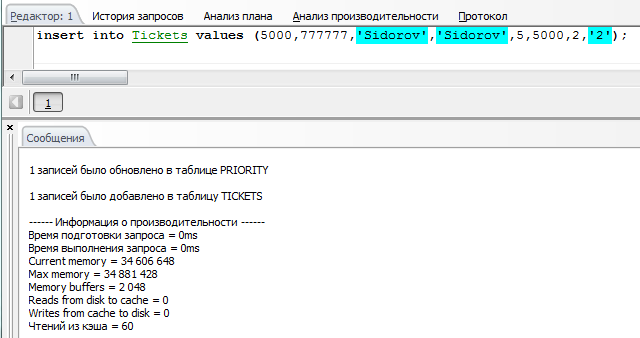 Редактор: 1 История запросов Анализ плана Анализ производительности Протокол
insert into Tickets values (5000,777777,'Sidorov','Sidorov',5,5000,2,'2');
1
Сообщения
1 записей было обновлено в таблице PRIORITY
1 записей было добавлено в таблицу TICKETS
------ Информация о производительности ------
Время подготовки запроса = 0ms
Время выполнения запроса = 0ms
Current memory = 34 606 648
Max memory = 34 881 428
Memory buffers = 2 048
Reads from disk to cache = 0
Writes from cache to disk = 0
Чтений из кэша = 60